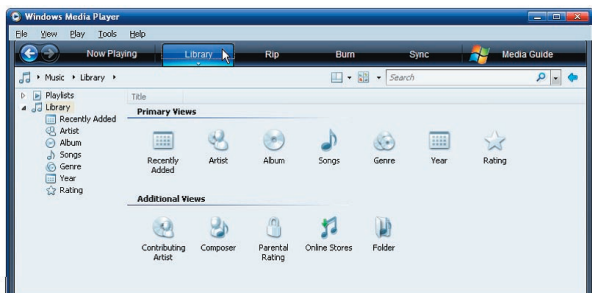 Windows Media Player
File View Play Tools Help
Now Playing Library Rip Burn Sync Media Guide
Music Library Search
Playlists
Library
Recently Added
Artist
Album
Songs
Genre
Year
Rating
Title
Primary Views
Recently Added Artist Album Songs Genre Year Rating
Additional Views
Contributing Artist Composer Parental Rating Online Stores Folder